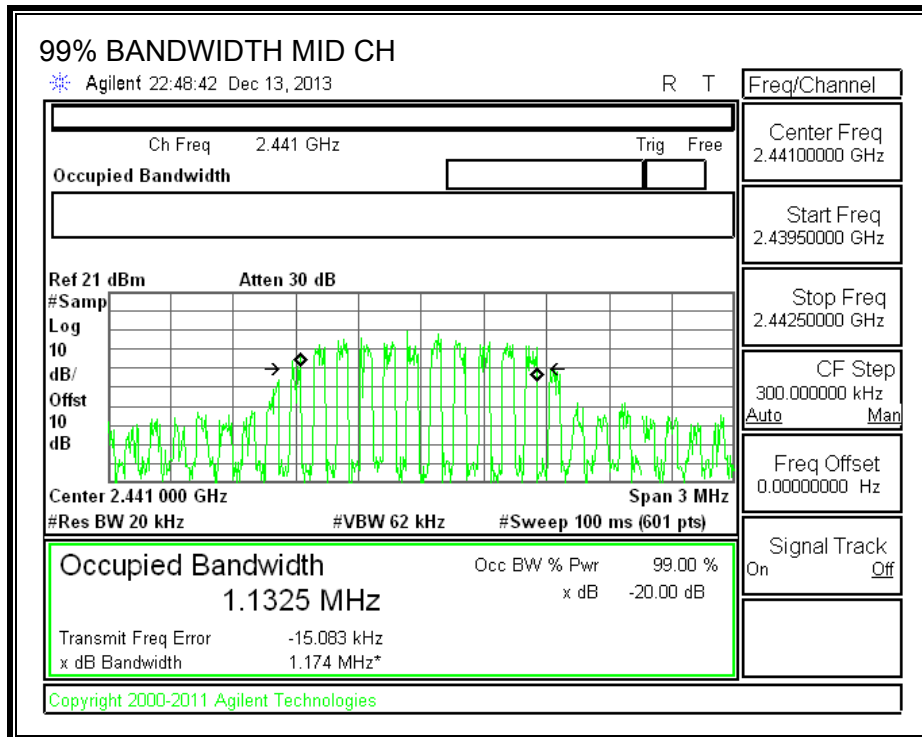 99% BANDWIDTH MID CH
Agilent 22:48:42 Dec 13, 2013 R T
Freq/Channel
Ch Freq 2.441 GHz Trig Free
Occupied Bandwidth
Center Freq
2.44100000 GHz
Start Freq
2.43950000 GHz
Stop Freq
2.44250000 GHz
CF Step
300.000000 kHz
Auto Man
Freq Offset
0.00000000 Hz
Signal Track
On Off
Ref 21 dBm Atten 30 dB
#Samp
Log
10
dB/
Offst
10
dB
Center 2.441 000 GHz Span 3 MHz
#Res BW 20 kHz #VBW 62 kHz #Sweep 100 ms (601 pts)
Occupied Bandwidth Occ BW % Pwr 99.00 %
1.1325 MHz x dB -20.00 dB
Transmit Freq Error -15.083 kHz
x dB Bandwidth 1.174 MHz*
Copyright 2000-2011 Agilent Technologies